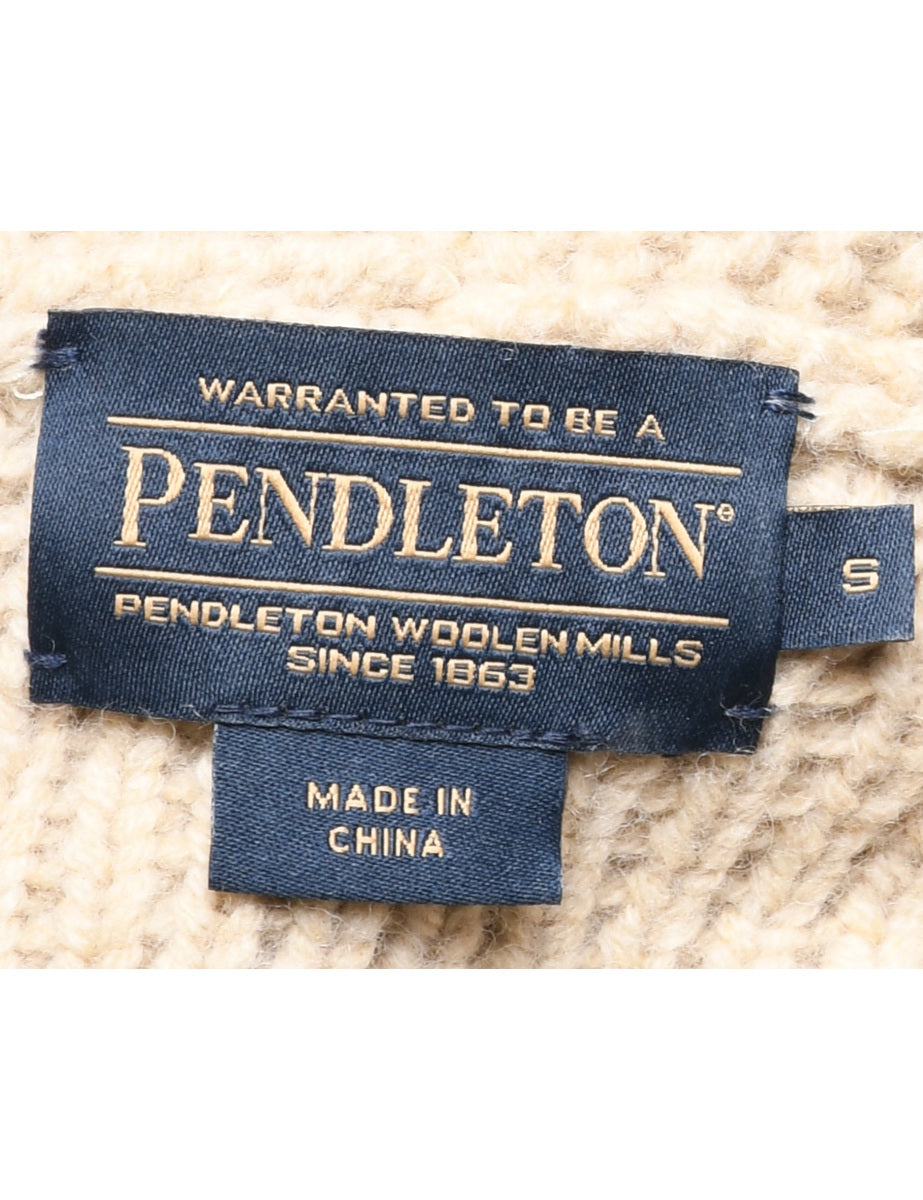 WARRANTED TO BE A
PENDLETON®
PENDLETON WOOLEN MILLS
SINCE 1863
S
MADE IN
CHINA